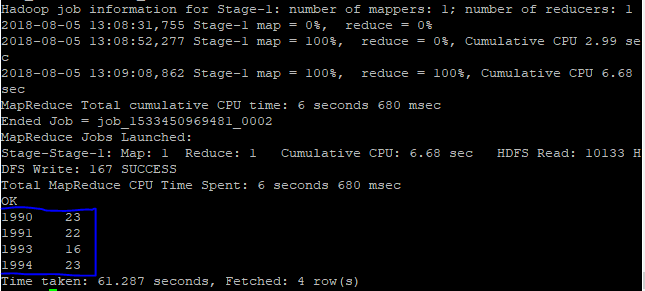 Hadoop job information for Stage-1: number of mappers: 1; number of reducers: 1
2018-08-05 13:08:31,755 Stage-1 map = 0%,  reduce = 0%
2018-08-05 13:08:52,277 Stage-1 map = 100%,  reduce = 0%, Cumulative CPU 2.99 se
c
2018-08-05 13:09:08,862 Stage-1 map = 100%,  reduce = 100%, Cumulative CPU 6.68
sec
MapReduce Total cumulative CPU time: 6 seconds 680 msec
Ended Job = job_1533450969481_0002
MapReduce Jobs Launched:
Stage-Stage-1: Map: 1  Reduce: 1   Cumulative CPU: 6.68 sec   HDFS Read: 10133 H
DFS Write: 167 SUCCESS
Total MapReduce CPU Time Spent: 6 seconds 680 msec
OK
1990    23
1991    22
1993    16
1994    23
Time taken: 61.287 seconds, Fetched: 4 row(s)